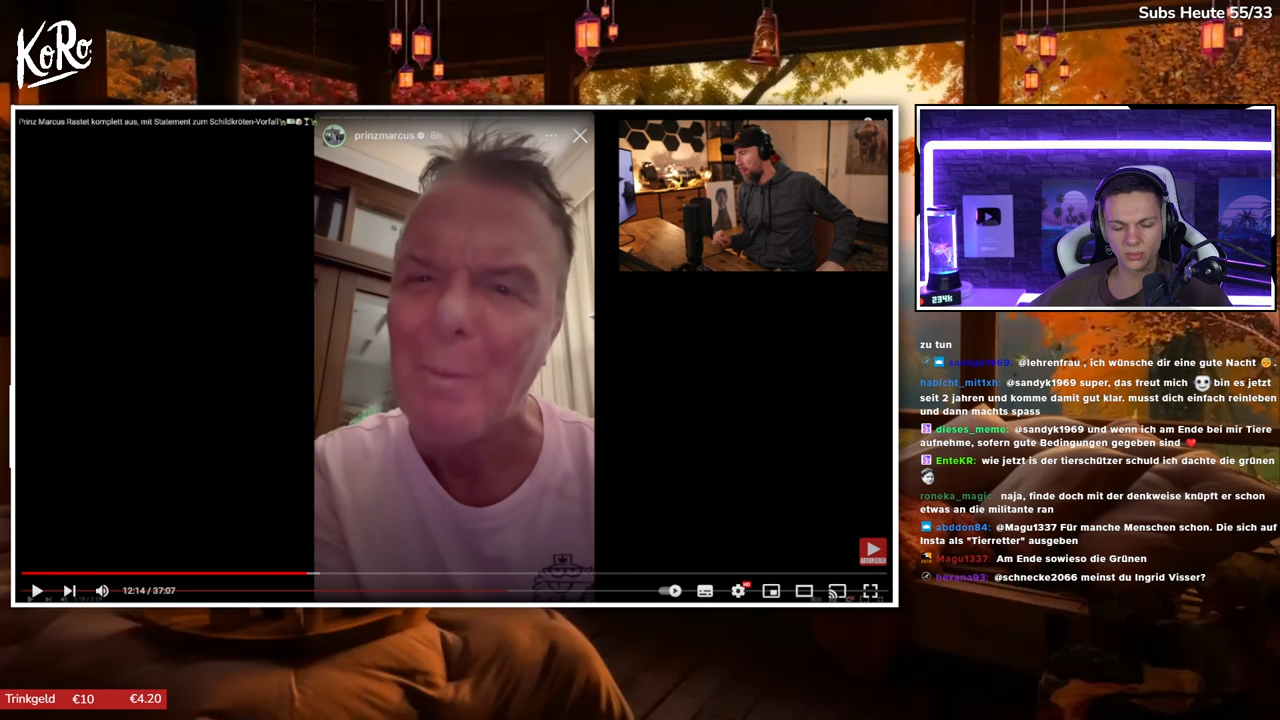 Subs Heute 55/33
KoRo
Prinz Marcus Rastet komplett aus, mit Statement zum Schildkröten-Vorfall
prinzmarcus 6h
234k
zu tun
sandyk1969: @lehrenfrau , ich wünsche dir eine gute Nacht 😴.
habicht_mit1xh: @sandyk1969 super, das freut mich bin es jetzt
seit 2 jahren und komme damit gut klar. musst dich einfach reinleben
und dann machts spass
dieses_meme: @sandyk1969 und wenn ich am Ende bei mir Tiere
aufnehme, sofern gute Bedingungen gegeben sind ❤️
EnteKR: wie jetzt is der tierschützer schuld ich dachte die grünen
roneka_magic: naja, finde doch mit der denkweise knüpft er schon
etwas an die militante ran
abddon84: @Magu1337 Für manche Menschen schon. Die sich auf
Insta als "Tierretter" ausgeben
Magu1337: Am Ende sowieso die Grünen
hexana93: @schnecke2066 meinst du Ingrid Visser?
ABONNIEREN
HD
12:14 / 37:07
Trinkgeld €10 €4.20